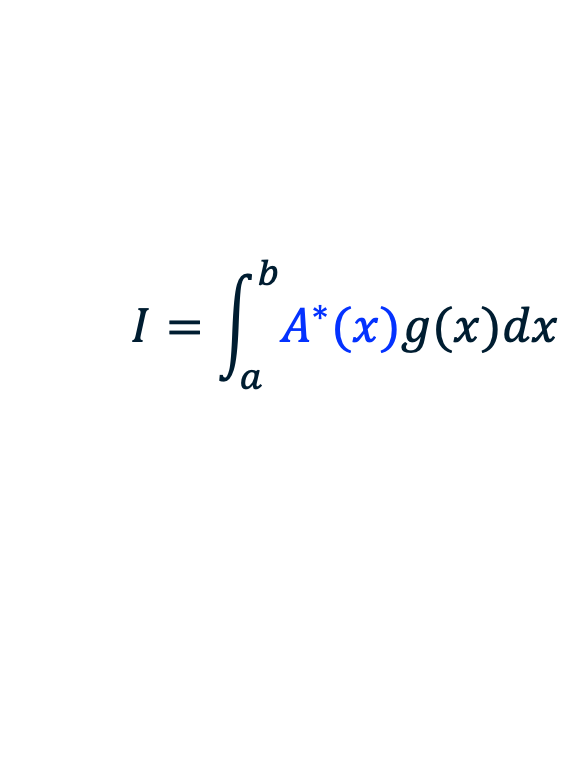 I = ∫_a^b A*(x)g(x)dx